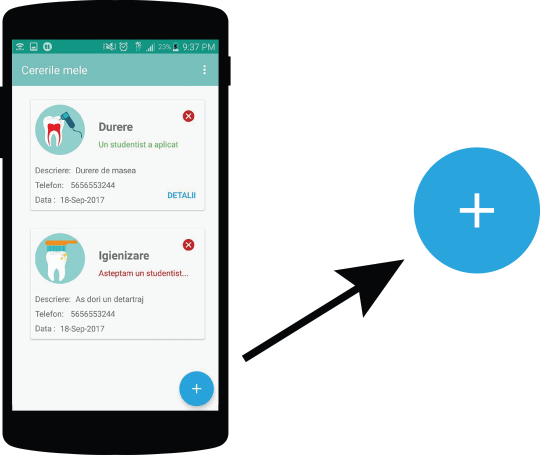 23% 9:37 PM
Cererile mele
Durere
Un studentist a aplicat
Descriere: Durere de masea
Telefon: 5656553244
Data : 18-Sep-2017
DETALII
Igienizare
Asteptam un studentist...
Descriere: As dori un detartraj
Telefon: 5656553244
Data : 18-Sep-2017